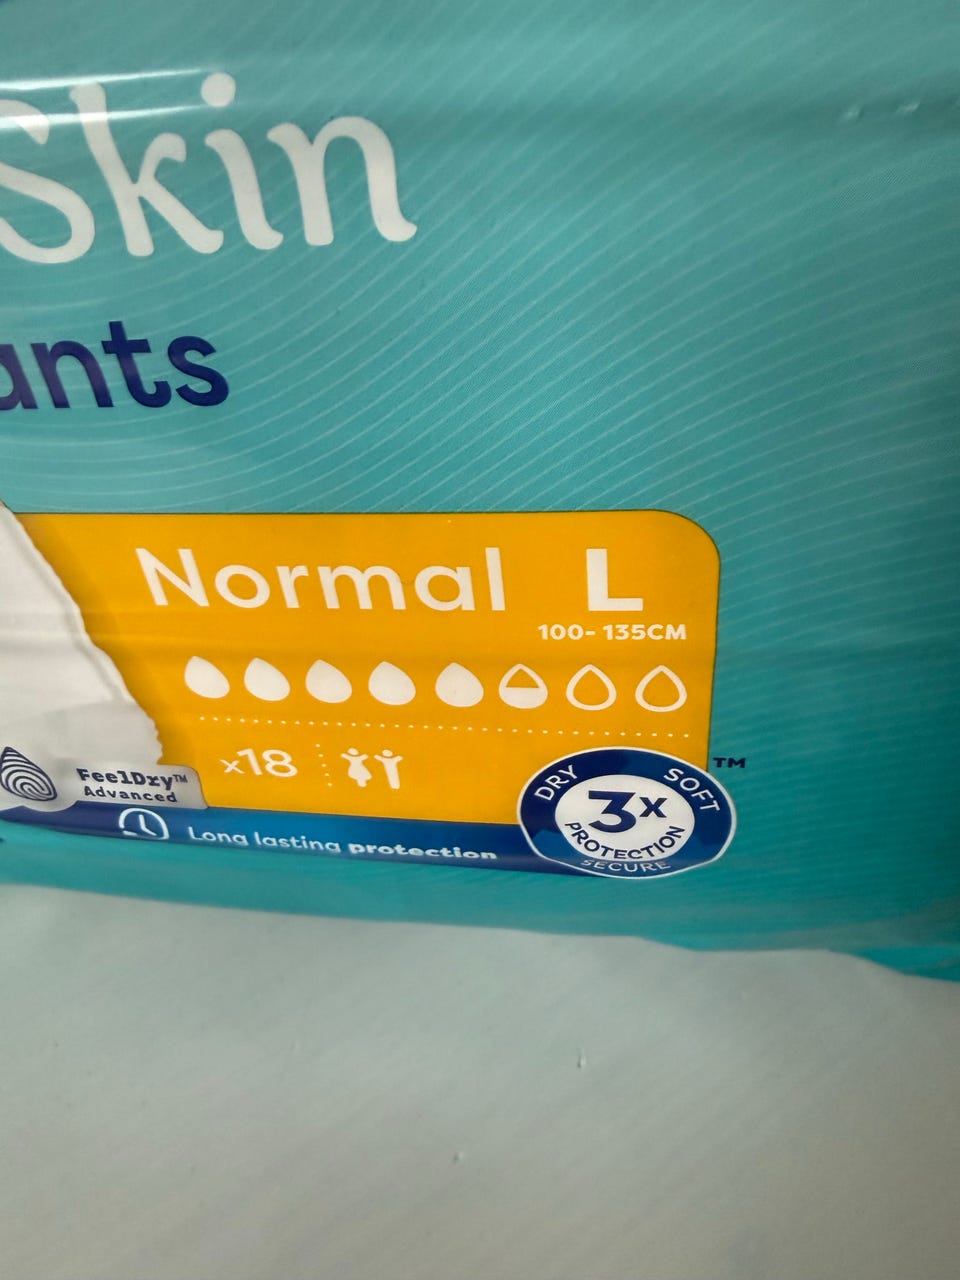 Skin
ants
Normal L
100- 135CM
x18
FeelDry™
Advanced
Long lasting protection
DRY SOFT
3x
PROTECTION
SECURE
™